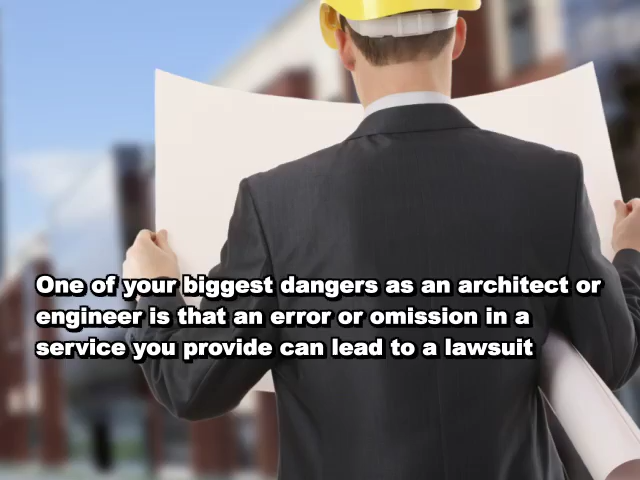 One of your biggest dangers as an architect or
engineer is that an error or omission in a
service you provide can lead to a lawsuit